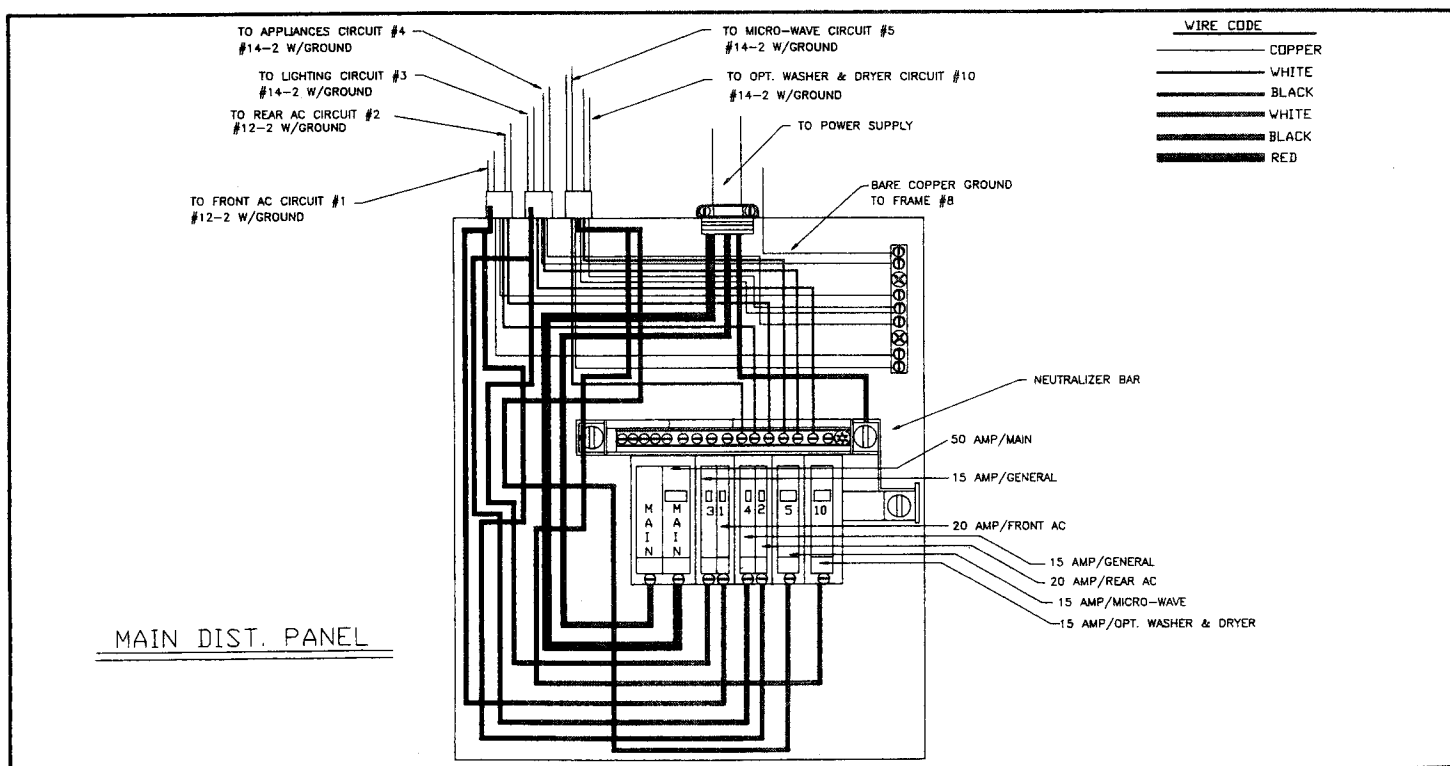 TO APPLIANCES CIRCUIT #4
#14-2 W/GROUND
TO LIGHTING CIRCUIT #3
#14-2 W/GROUND
TO REAR AC CIRCUIT #2
#12-2 W/GROUND
TO FRONT AC CIRCUIT #1
#12-2 W/GROUND
TO MICRO-WAVE CIRCUIT #5
#14-2 W/GROUND
TO OPT. WASHER & DRYER CIRCUIT #10
#14-2 W/GROUND
TO POWER SUPPLY
BARE COPPER GROUND
TO FRAME #8
WIRE CODE
COPPER
WHITE
BLACK
WHITE
BLACK
RED
NEUTRALIZER BAR
50 AMP/MAIN
15 AMP/GENERAL
20 AMP/FRONT AC
15 AMP/GENERAL
20 AMP/REAR AC
15 AMP/MICRO-WAVE
15 AMP/OPT. WASHER & DRYER
MAIN
MAIN
3
1
4
2
5
10
MAIN DIST. PANEL